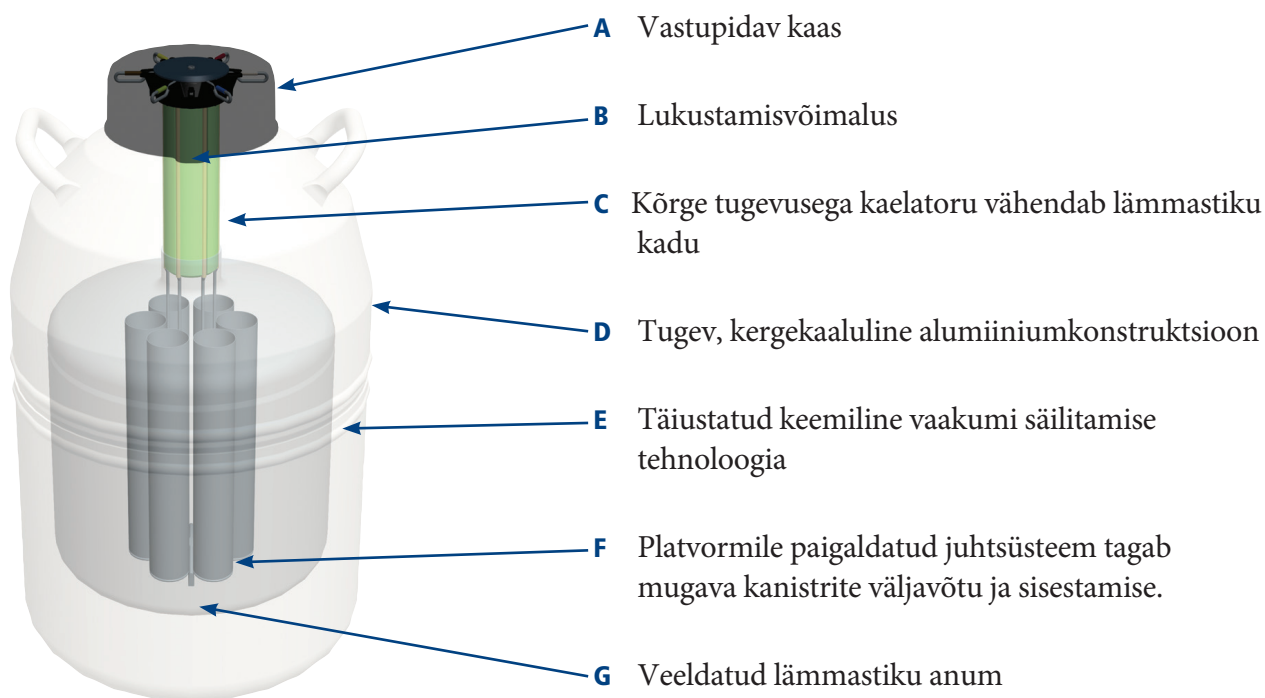 A Vastupidav kaas
B Lukustamisvõimalus
C Kõrge tugevusega kaelatoru vähendab lämmastiku
kadu
D Tugev, kergekaaluline alumiiniumkonstruktsioon
E Täiustatud keemiline vaakumi säilitamise
tehnoloogia
F Platvormile paigaldatud juhtsüsteem tagab
mugava kanistrite väljavõtu ja sisestamise.
G Veeldatud lämmastiku anum